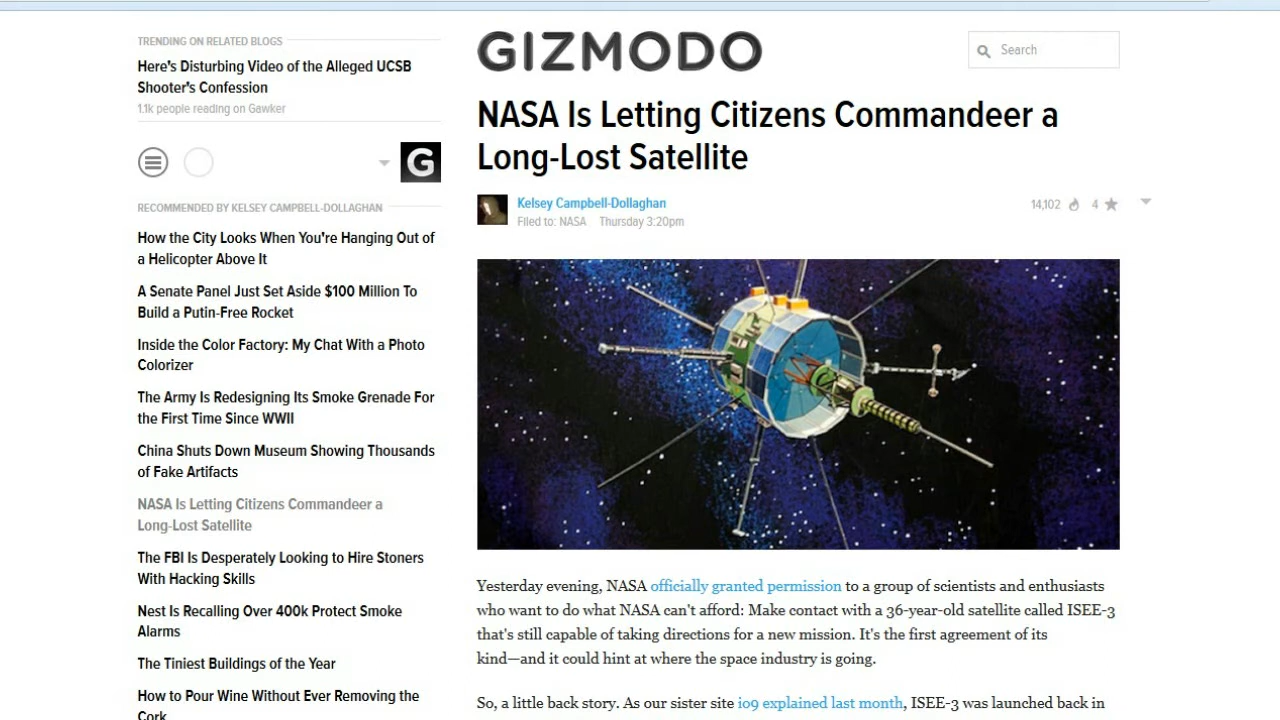 TRENDING ON RELATED BLOGS
Here's Disturbing Video of the Alleged UCSB
Shooter's Confession
1.1k people reading on Gawker
G
RECOMMENDED BY KELSEY CAMPBELL-DOLLAGHAN
How the City Looks When You're Hanging Out of
a Helicopter Above It
A Senate Panel Just Set Aside $100 Million To
Build a Putin-Free Rocket
Inside the Color Factory: My Chat With a Photo
Colorizer
The Army Is Redesigning Its Smoke Grenade For
the First Time Since WWII
China Shuts Down Museum Showing Thousands
of Fake Artifacts
NASA Is Letting Citizens Commandeer a
Long-Lost Satellite
The FBI Is Desperately Looking to Hire Stoners
With Hacking Skills
Nest Is Recalling Over 400k Protect Smoke
Alarms
The Tiniest Buildings of the Year
How to Pour Wine Without Ever Removing the
Cork
GIZMODO
Search
NASA Is Letting Citizens Commandeer a
Long-Lost Satellite
Kelsey Campbell-Dollaghan
Filed to: NASA Thursday 3:20pm
14,102 4
Yesterday evening, NASA officially granted permission to a group of scientists and enthusiasts
who want to do what NASA can't afford: Make contact with a 36-year-old satellite called ISEE-3
that's still capable of taking directions for a new mission. It's the first agreement of its
kind—and it could hint at where the space industry is going.
So, a little back story. As our sister site io9 explained last month, ISEE-3 was launched back in